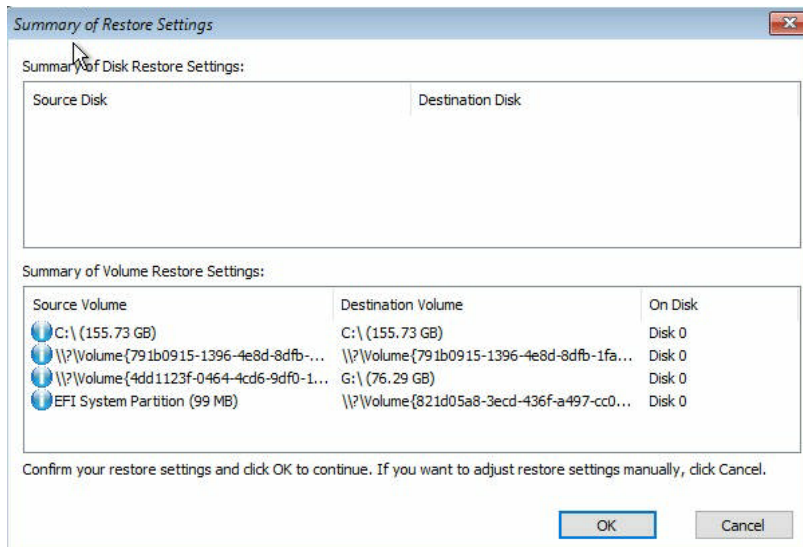 Summary of Restore Settings
Summary of Disk Restore Settings:
Source Disk Destination Disk
Summary of Volume Restore Settings:
Source Volume Destination Volume On Disk
C:\ (155.73 GB) C:\ (155.73 GB) Disk 0
\\?\Volume{791b0915-1396-4e8d-8dfb-... \\?\Volume{791b0915-1396-4e8d-8dfb-1fa... Disk 0
\\?\Volume{4dd1123f-0464-4cd6-9df0-1... G:\ (76.29 GB) Disk 0
EFI System Partition (99 MB) \\?\Volume{821d05a8-3ecd-436f-a497-cc0... Disk 0
Confirm your restore settings and click OK to continue. If you want to adjust restore settings manually, click Cancel.
OK Cancel